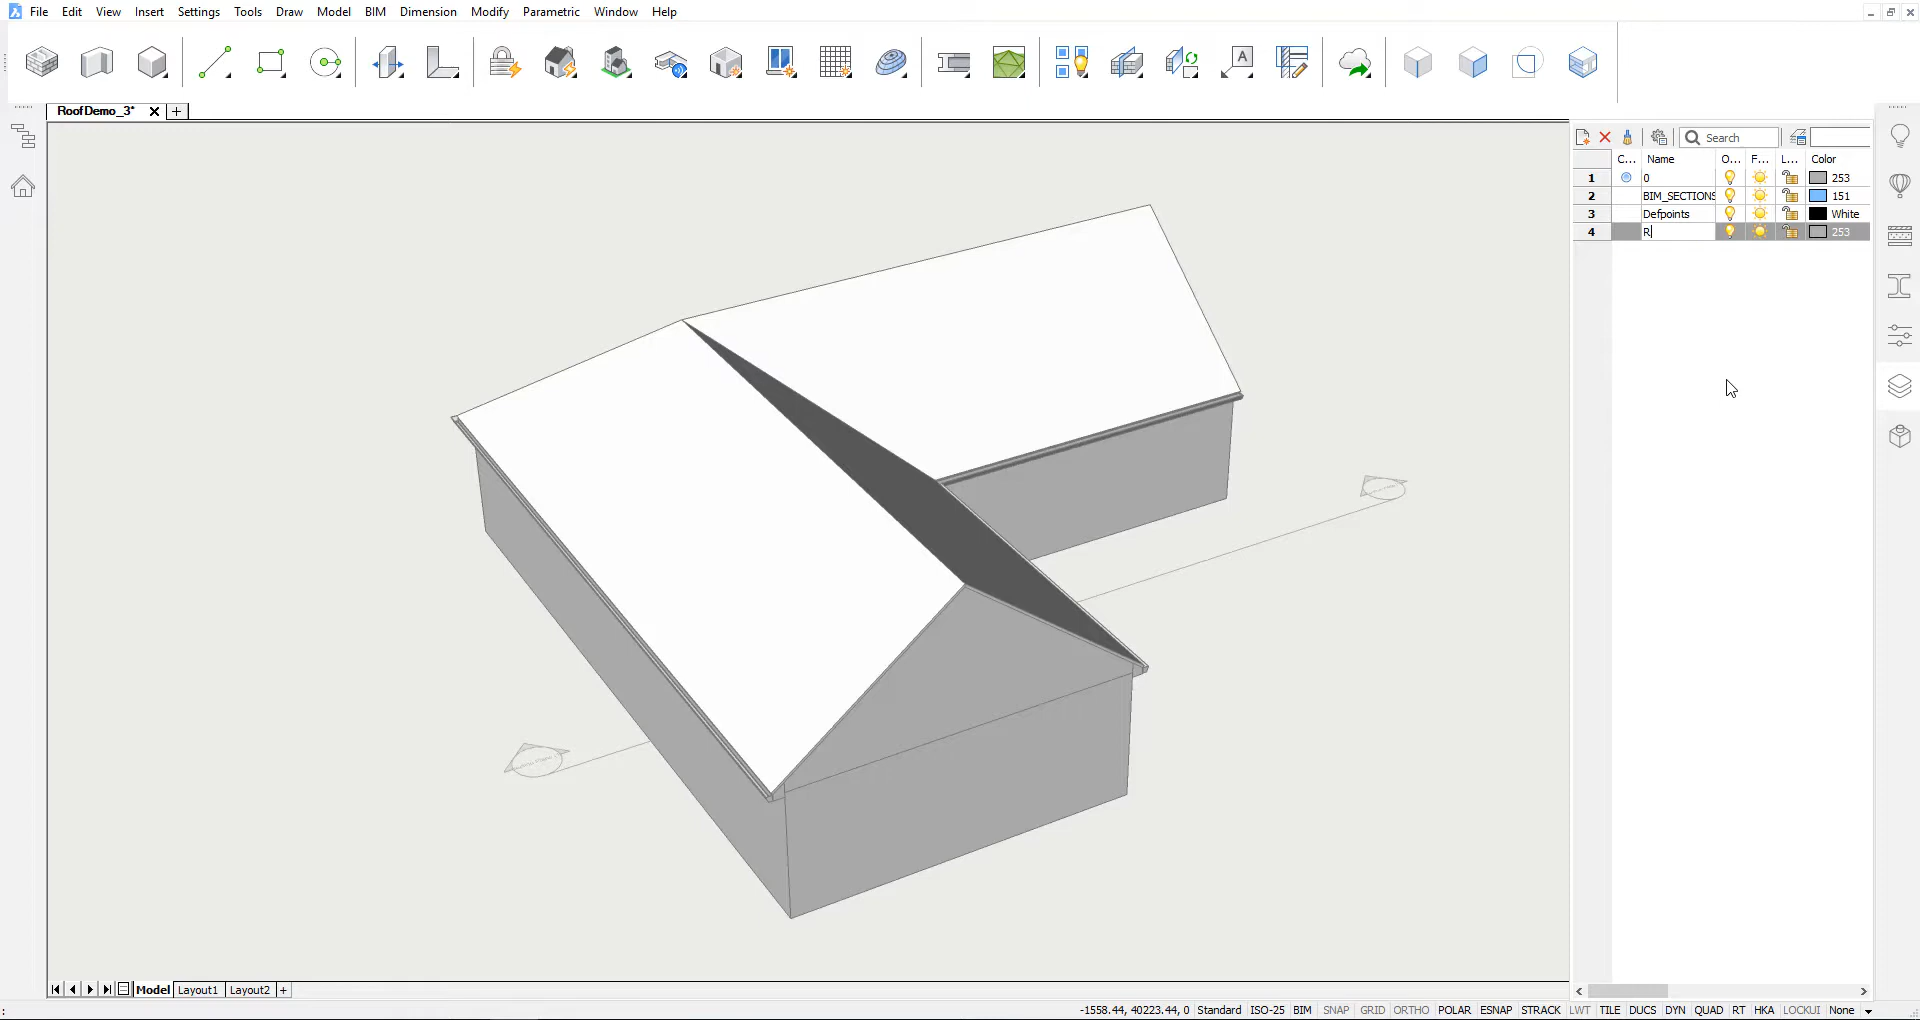 File Edit View Insert Settings Tools Draw Model BIM Dimension Modify Parametric Window Help
RoofDemo_3*
Search
C... Name O... F... L... Color
1 0 253
2 BIM_SECTIONS 151
3 Defpoints White
4 R 253
Model Layout1 Layout2 +
: -1558.44, 40223.44, 0 Standard ISO-25 BIM SNAP GRID ORTHO POLAR ESNAP STRACK LWT TILE DUCS DYN QUAD RT HKA LOCKUI None